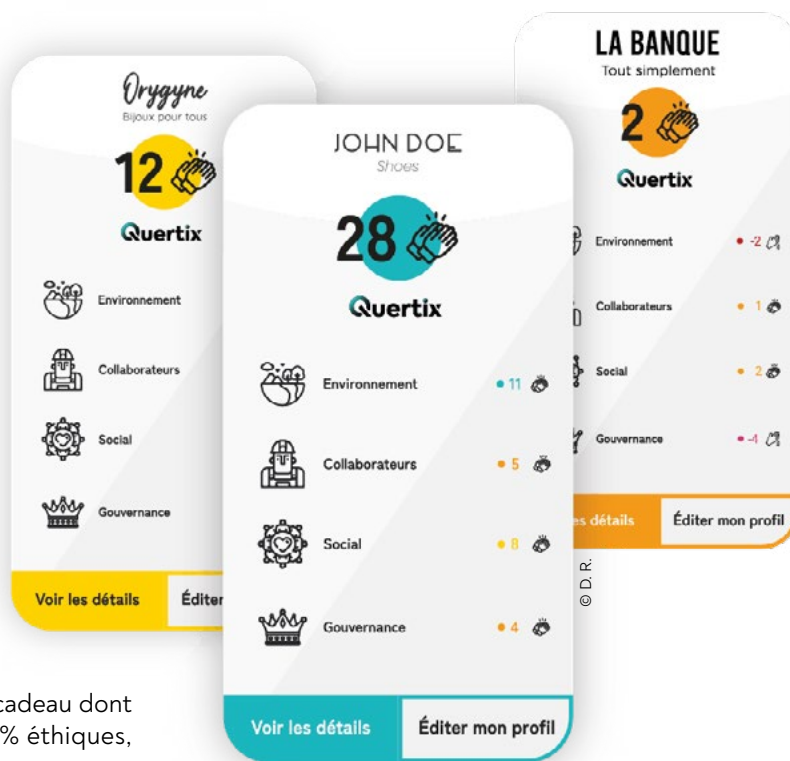 Orygyne
Bijoux pour tous
12
Quertix
Environnement
Collaborateurs
Social
Gouvernance
Voir les détails
JOHN DOE
Shoes
28
Quertix
Environnement
11
Collaborateurs
5
Social
8
Gouvernance
4
Voir les détails
Éditer mon profil
LA BANQUE
Tout simplement
2
Quertix
Environnement
-2
Collaborateurs
1
Social
2
Gouvernance
-4
détails
Éditer mon profil
© D. R.
cadeau dont
% éthiques,